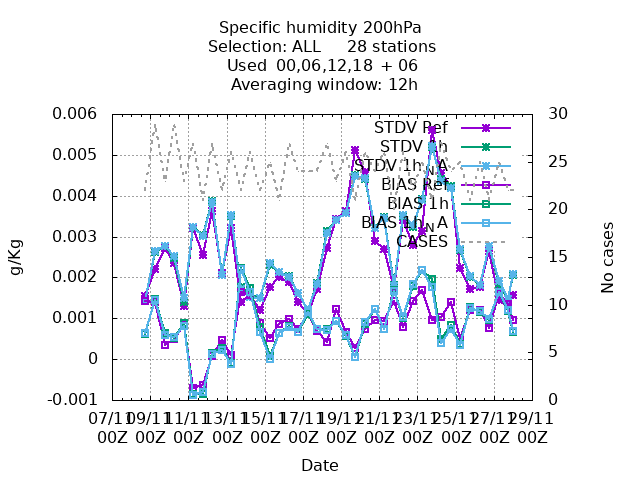 Specific humidity 200hPa
Selection: ALL 28 stations
Used 00,06,12,18 + 06
Averaging window: 12h
0.006
0.005
0.004
0.003
0.002
0.001
0
-0.001
g/Kg
30
25
20
15
10
5
0
No cases
STDV Ref
STDV 1h
STDV 1h_NA
BIAS Ref
BIAS 1h
BIAS 1h_NA
CASES
07/11 09/11 11/11 13/11 15/11 17/11 19/11 21/11 23/11 25/11 27/11 29/11
00Z 00Z 00Z 00Z 00Z 00Z 00Z 00Z 00Z 00Z 00Z 00Z
Date